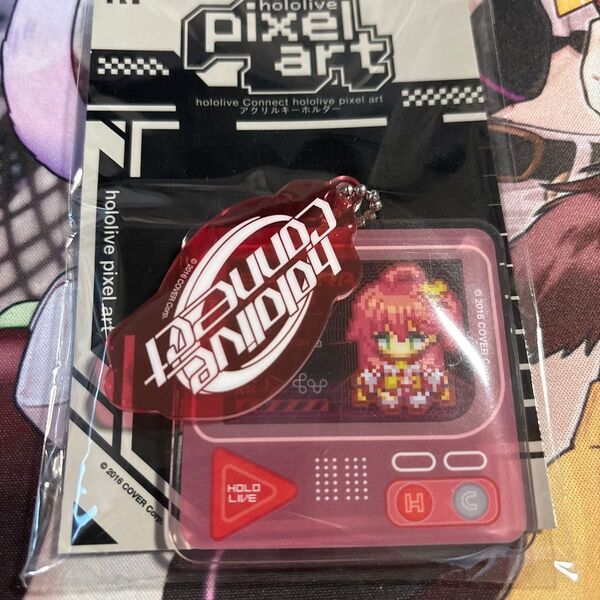 hololive
pixel
art
hololive Connect hololive pixel art
アクリルキーホルダー
hololive pixel art
© 2016 COVER Corp.
hololive
connect
© 2016 COVER Corp.
© 2016 COVER Corp.
HOLO
LIVE
H
C